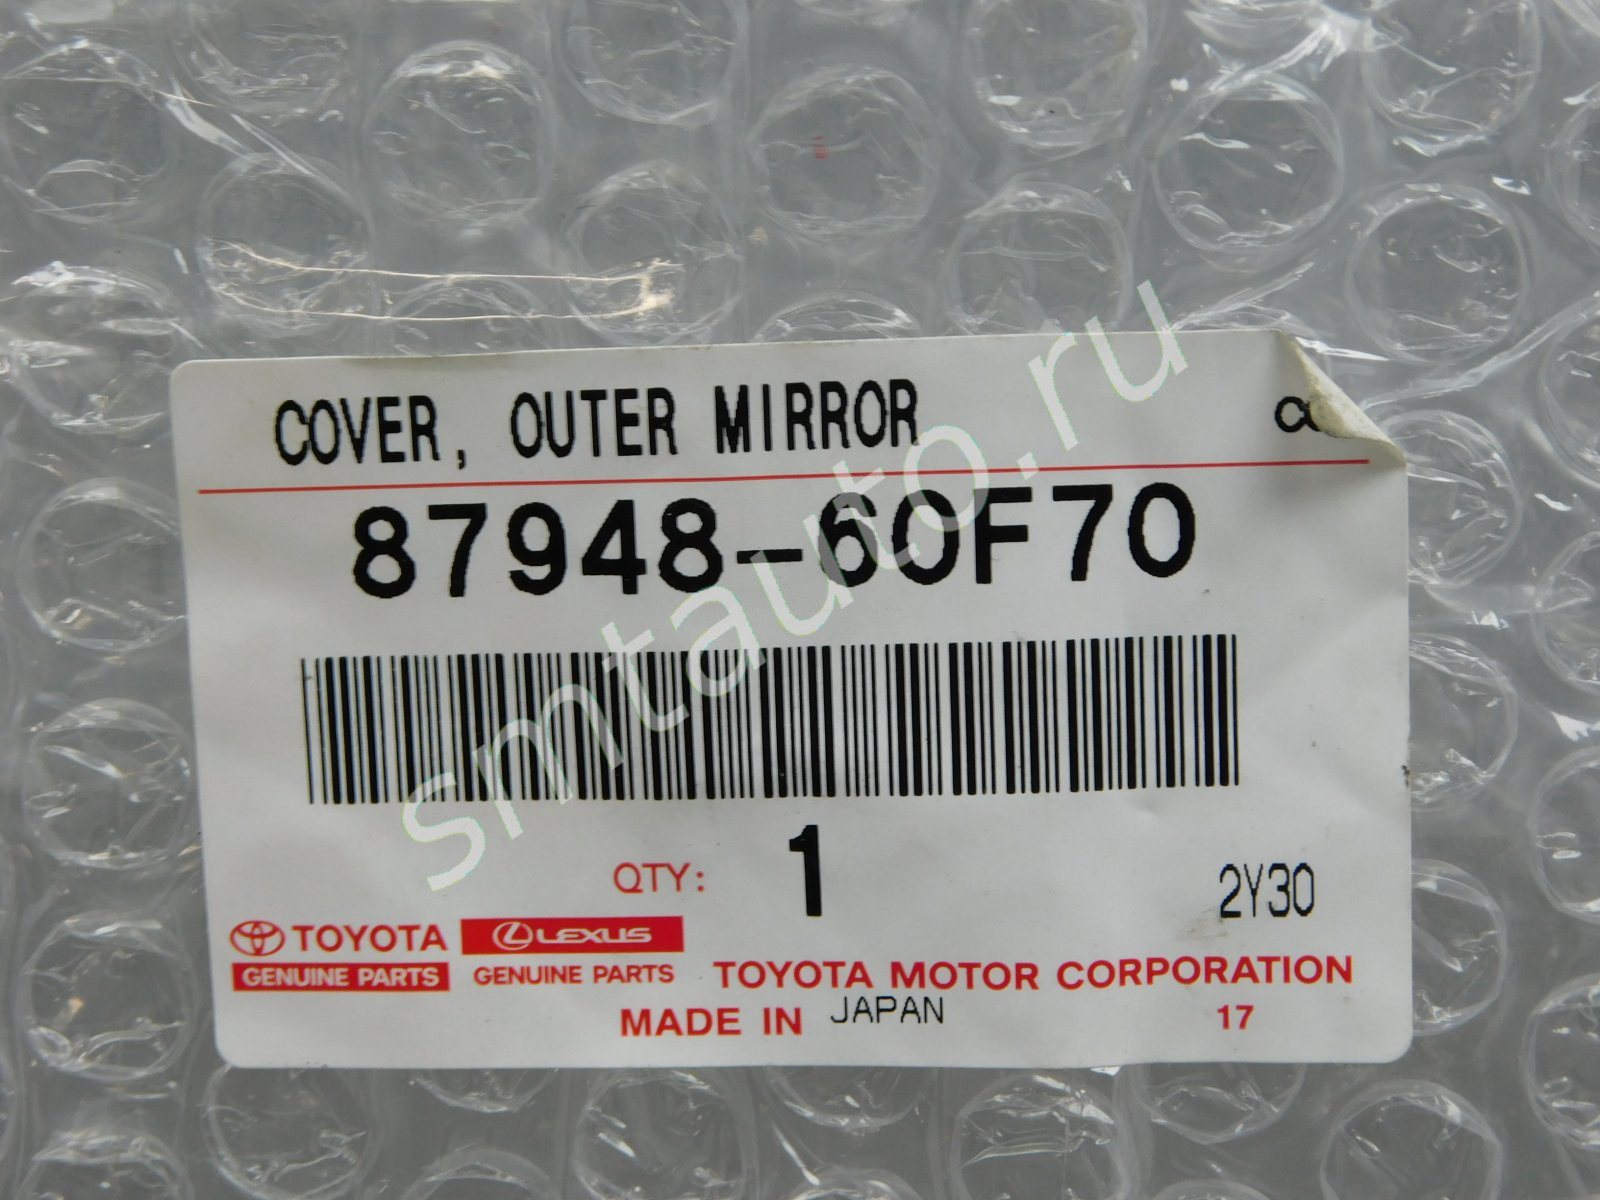 COVER, OUTER MIRROR
87948-60F70
smtauto.ru
QTY: 1
2Y30
TOYOTA
GENUINE PARTS
LEXUS
GENUINE PARTS
TOYOTA MOTOR CORPORATION
MADE IN JAPAN
17